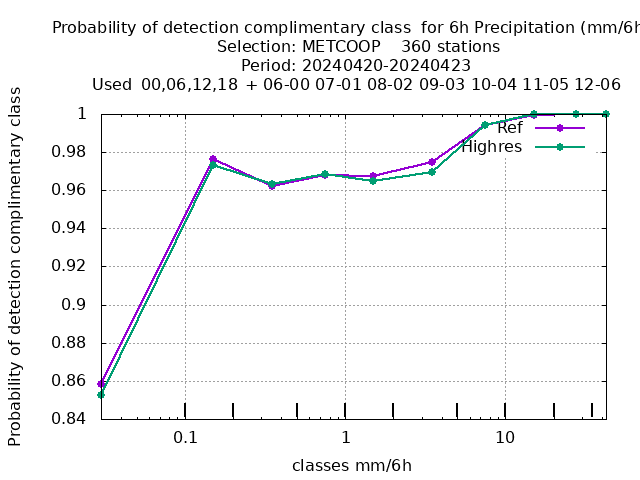 Probability of detection complimentary class  for 6h Precipitation (mm/6h
Selection: METCOOP    360 stations
Period: 20240420-20240423
Used  00,06,12,18  + 06-00 07-01 08-02 09-03 10-04 11-05 12-06
Probability of detection complimentary class
1
0.98
0.96
0.94
0.92
0.9
0.88
0.86
0.84
Ref
Highres
0.1
1
10
classes mm/6h